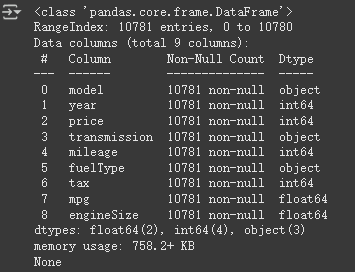 <class 'pandas.core.frame.DataFrame'>
RangeIndex: 10781 entries, 0 to 10780
Data columns (total 9 columns):
 #   Column        Non-Null Count  Dtype
---  ------        --------------  -----
 0   model         10781 non-null  object
 1   year          10781 non-null  int64
 2   price         10781 non-null  int64
 3   transmission  10781 non-null  object
 4   mileage       10781 non-null  int64
 5   fuelType      10781 non-null  object
 6   tax           10781 non-null  int64
 7   mpg           10781 non-null  float64
 8   engineSize    10781 non-null  float64
dtypes: float64(2), int64(4), object(3)
memory usage: 758.2+ KB
None